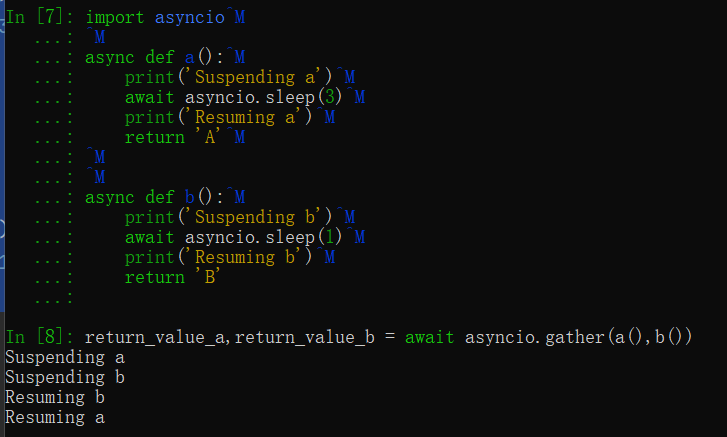 In [7]: import asyncio^M
   ...: ^M
   ...: async def a():^M
   ...:     print('Suspending a')^M
   ...:     await asyncio.sleep(3)^M
   ...:     print('Resuming a')^M
   ...:     return 'A'^M
   ...: ^M
   ...: ^M
   ...: async def b():^M
   ...:     print('Suspending b')^M
   ...:     await asyncio.sleep(1)^M
   ...:     print('Resuming b')^M
   ...:     return 'B'
   ...:
In [8]: return_value_a,return_value_b = await asyncio.gather(a(),b())
Suspending a
Suspending b
Resuming b
Resuming a